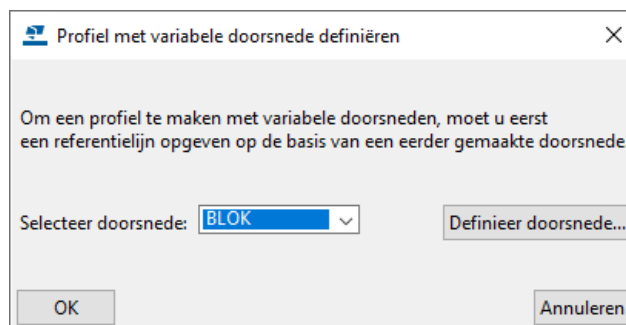 Profiel met variabele doorsnede definiëren
Om een profiel te maken met variabele doorsneden, moet u eerst
een referentielijn opgeven op de basis van een eerder gemaakte doorsnede
Selecteer doorsnede: BLOK Definieer doorsnede...
OK Annuleren